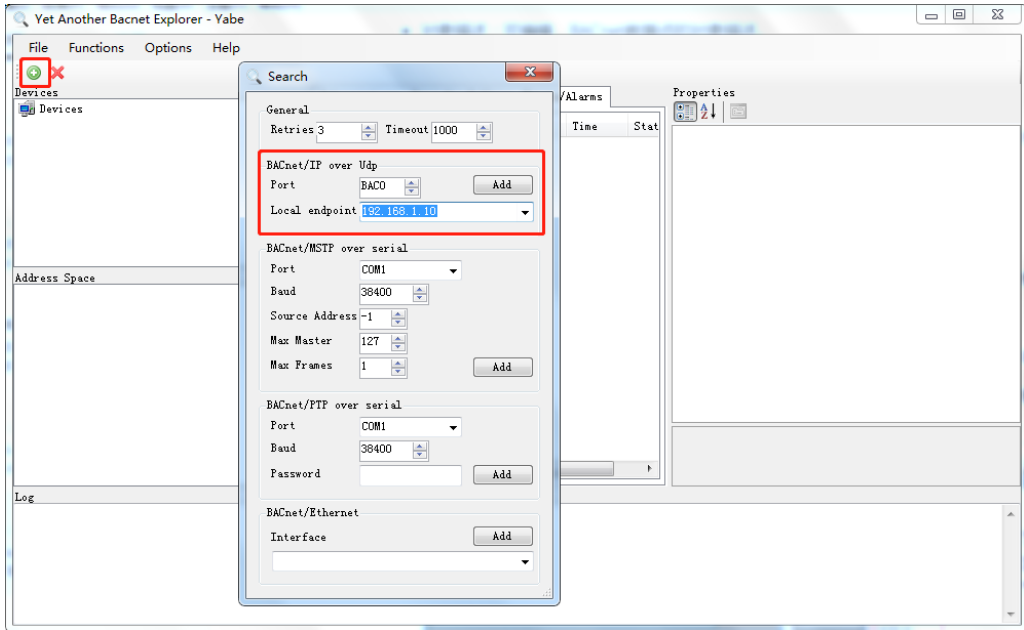 Yet Another Bacnet Explorer - Yabe
File Functions Options Help
Devices
Devices
Address Space
Log
Search
General
Retries 3 Timeout 1000
BACnet/IP over Udp
Port BAC0 Add
Local endpoint 192.168.1.10
BACnet/MSTP over serial
Port COM1
Baud 38400
Source Address -1
Max Master 127
Max Frames 1 Add
BACnet/PTP over serial
Port COM1
Baud 38400
Password Add
BACnet/Ethernet
Interface Add
/Alarms
Time Stat
Properties